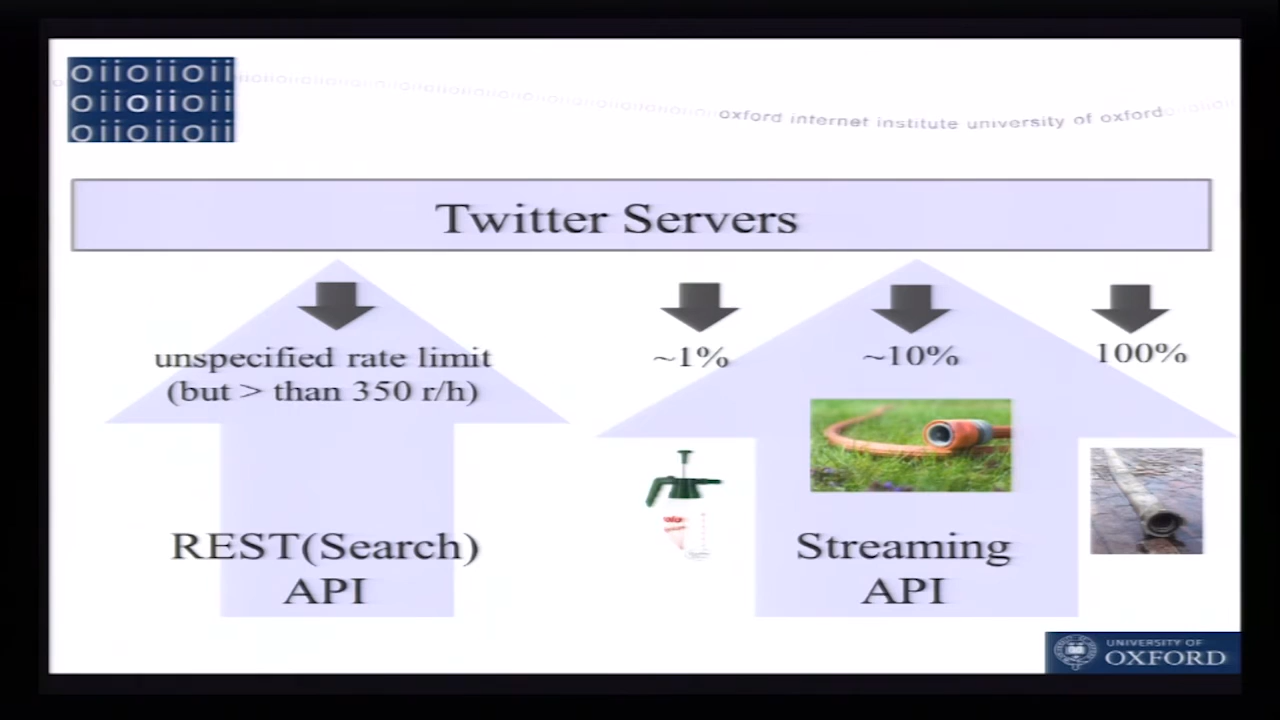 oiioiioii
oiioiioii
oiioiioii
oxford internet institute university of oxford
Twitter Servers
unspecified rate limit
(but > than 350 r/h)
~1%
~10%
100%
REST(Search)
API
Streaming
API
UNIVERSITY OF
OXFORD